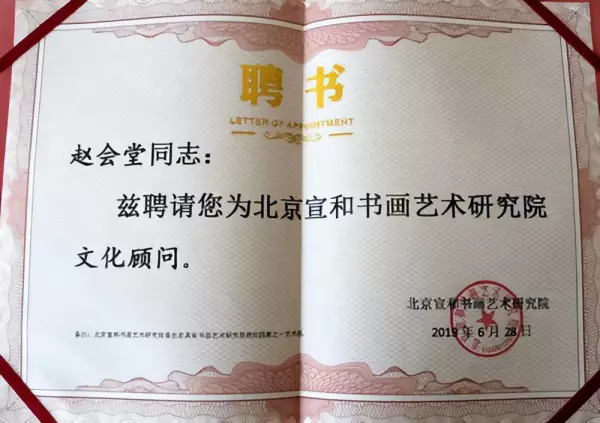 聘书
LETTER OF APPOINTMENT
赵会堂同志：
兹聘请您为北京宣和书画艺术研究院
文化顾问。
北京宣和书画艺术研究院
2019年6月28日